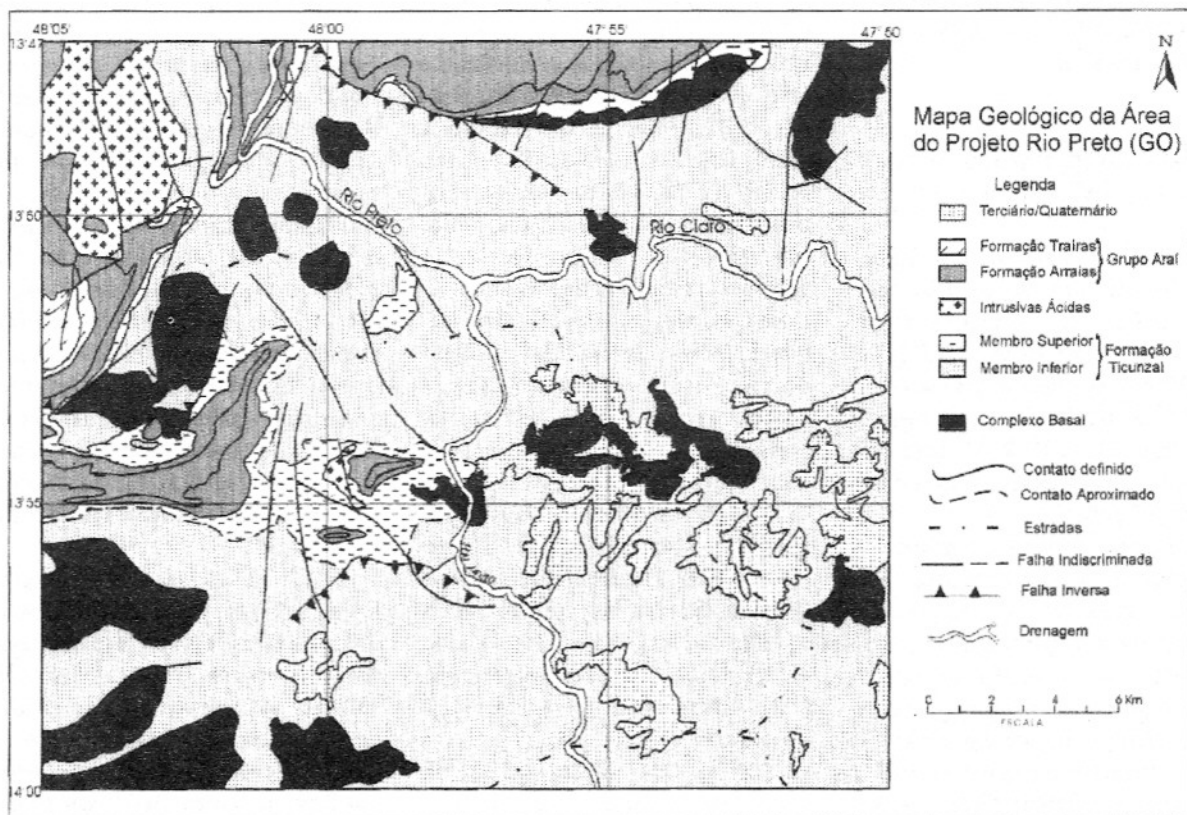 48°05'
48°00
47°55'
47°50
13°47
13°50
13°55
14°00
Rio Preto
Rio Claro
N
Mapa Geológico da Área
do Projeto Rio Preto (GO)
Legenda
Terciário/Quaternário
Formação Traíras
Formação Arraias
Grupo Araí
Intrusivas Ácidas
Membro Superior
Membro Inferior
Formação
Ticunzal
Complexo Basal
Contato definido
Contato Aproximado
Estradas
Falha Indiscriminada
Falha Inversa
Drenagem
0 2 4 6 Km
ESCALA